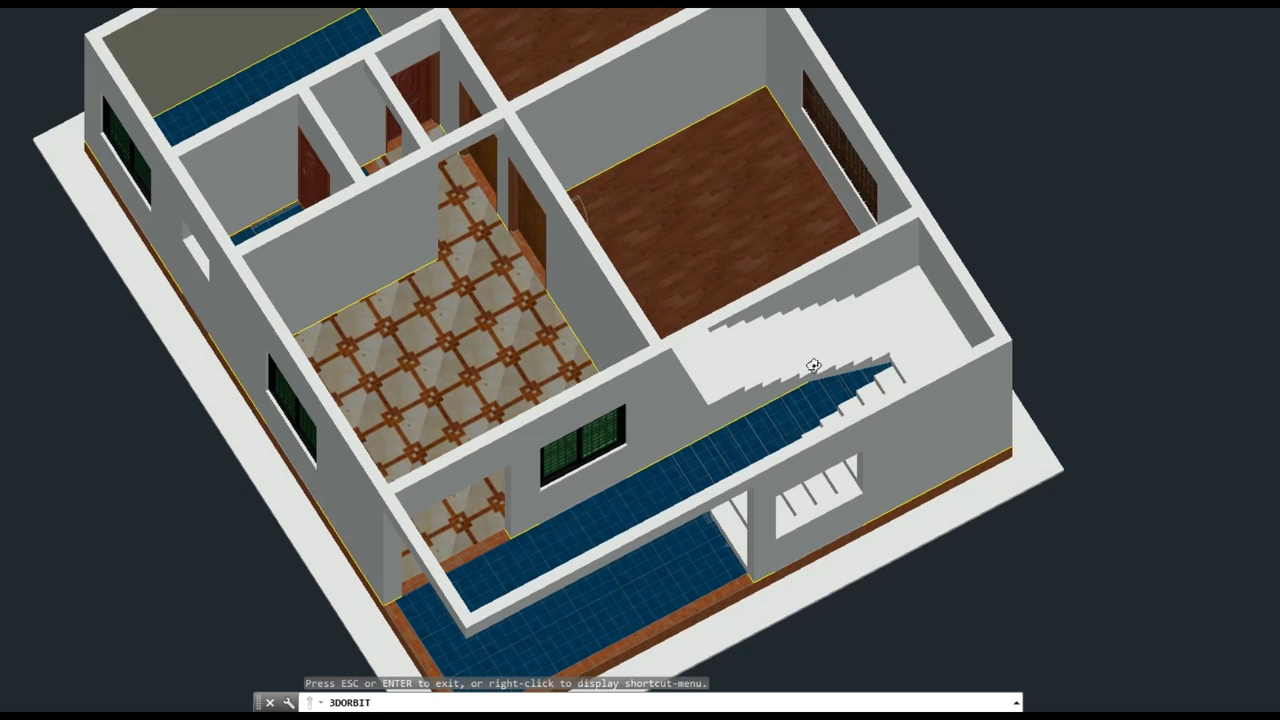 Press ESC or ENTER to exit, or right-click to display shortcut-menu.
3DORBIT